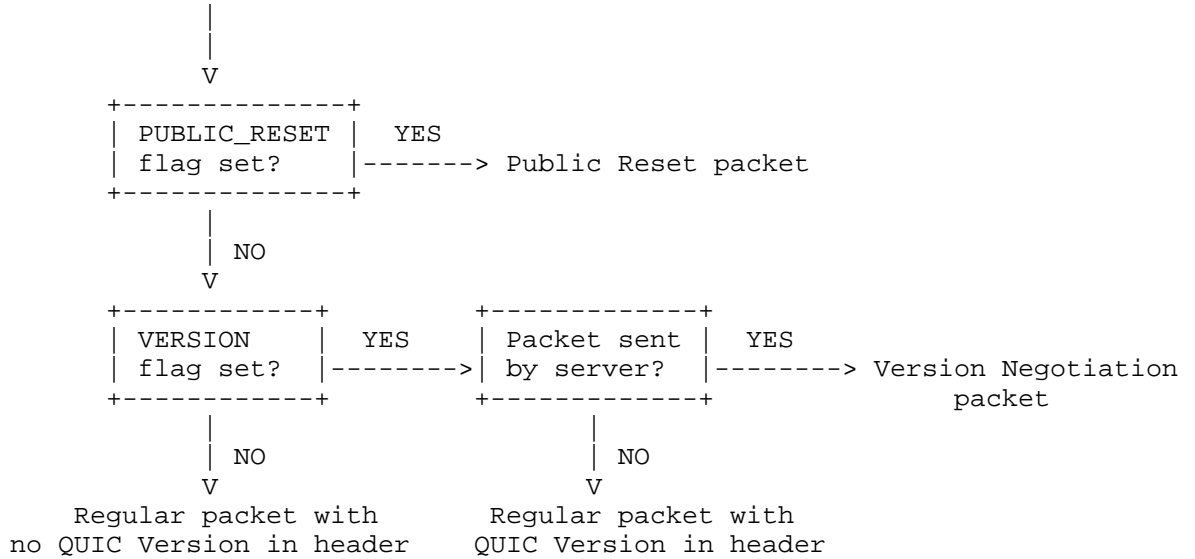 PUBLIC_RESET YES
flag set? -------> Public Reset packet
NO
VERSION YES Packet sent YES
flag set? -------->| by server? --------> Version Negotiation
packet
NO NO
Regular packet with Regular packet with
no QUIC Version in header QUIC Version in header